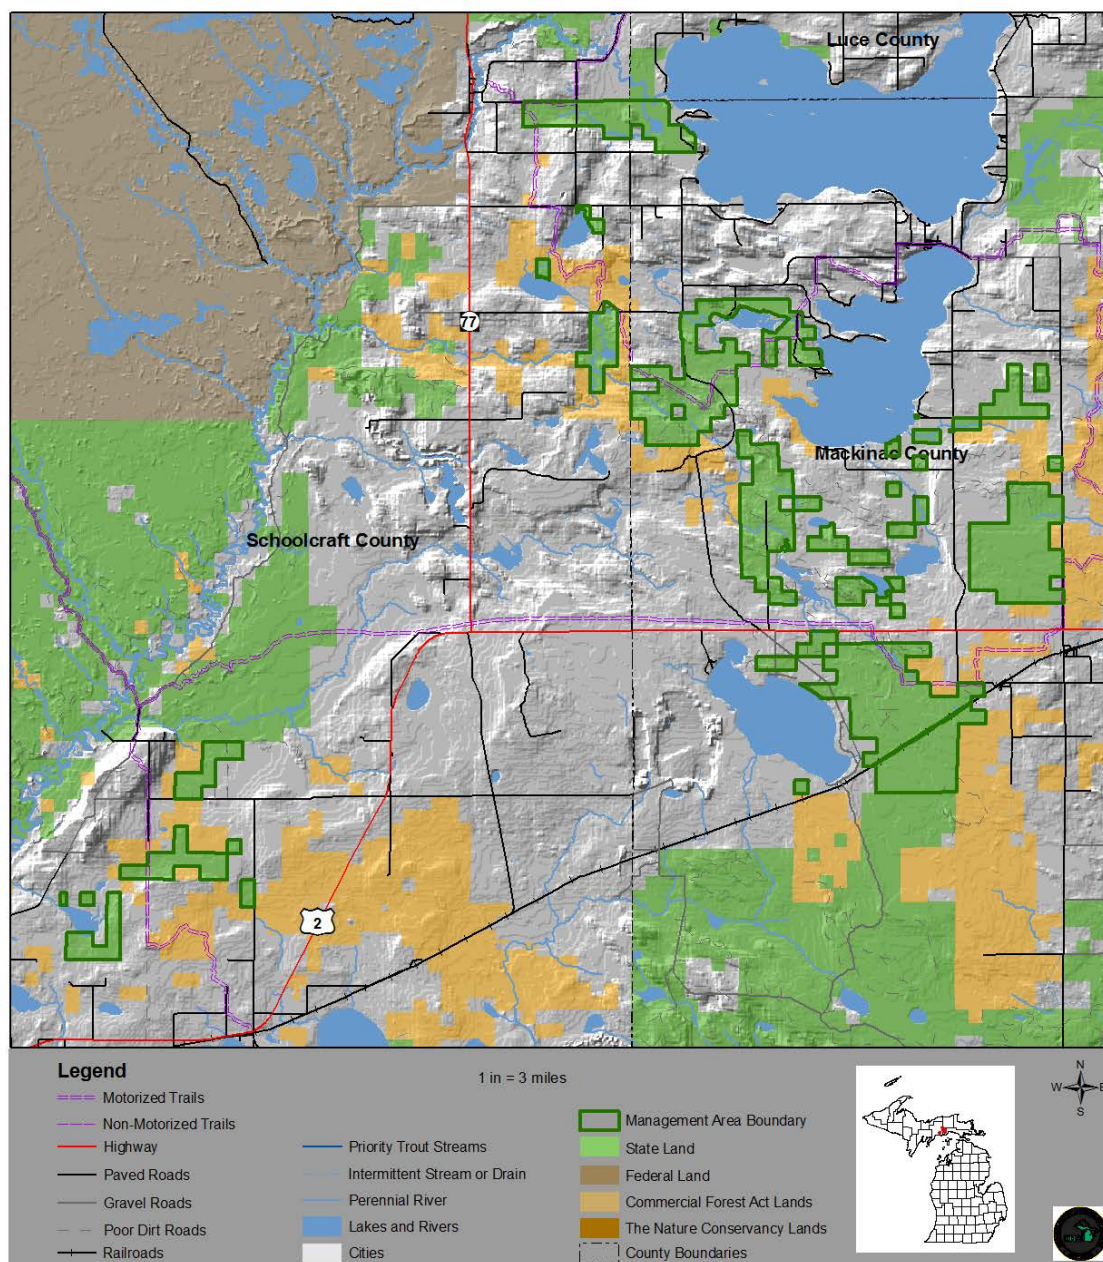 Luce County
77
Mackinac County
Schoolcraft County
2
Legend
1 in = 3 miles
Motorized Trails
Non-Motorized Trails
Highway
Paved Roads
Gravel Roads
Poor Dirt Roads
Railroads
Priority Trout Streams
Intermittent Stream or Drain
Perennial River
Lakes and Rivers
Cities
Management Area Boundary
State Land
Federal Land
Commercial Forest Act Lands
The Nature Conservancy Lands
County Boundaries
N
W E
S